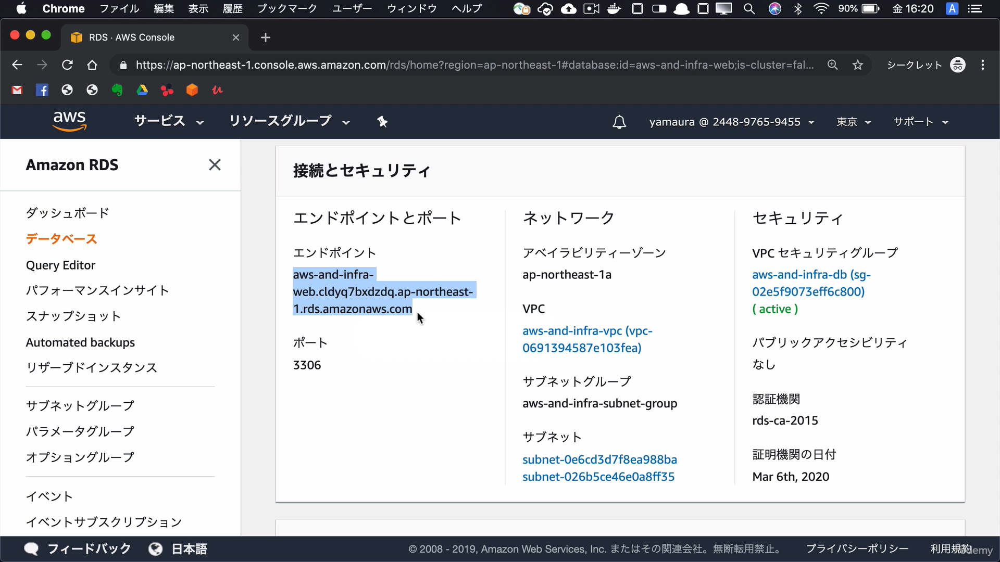 Chrome ファイル 編集 表示 履歴 ブックマーク ユーザー ウィンドウ ヘルプ 90% 金 16:20 A
RDS · AWS Console
https://ap-northeast-1.console.aws.amazon.com/rds/home?region=ap-northeast-1#database:id=aws-and-infra-web;is-cluster=fal... シークレット
aws サービス リソースグループ yamaura @ 2448-9765-9455 東京 サポート
Amazon RDS
ダッシュボード
データベース
Query Editor
パフォーマンスインサイト
スナップショット
Automated backups
リザーブドインスタンス
サブネットグループ
パラメータグループ
オプショングループ
イベント
イベントサブスクリプション
接続とセキュリティ
エンドポイントとポート
エンドポイント
aws-and-infra-
web.cldyq7bxdzdq.ap-northeast-
1.rds.amazonaws.com
ポート
3306
ネットワーク
アベイラビリティーゾーン
ap-northeast-1a
VPC
aws-and-infra-vpc (vpc-
0691394587e103fea)
サブネットグループ
aws-and-infra-subnet-group
サブネット
subnet-0e6cd3d7f8ea988ba
subnet-026b5ce46e0a8ff35
セキュリティ
VPC セキュリティグループ
aws-and-infra-db (sg-
02e5f9073eff6c800)
( active )
パブリックアクセシビリティ
なし
認証機関
rds-ca-2015
証明機関の日付
Mar 6th, 2020
フィードバック 日本語 © 2008 - 2019, Amazon Web Services, Inc. またはその関連会社。無断転用禁止。 プライバシーポリシー 利用規約